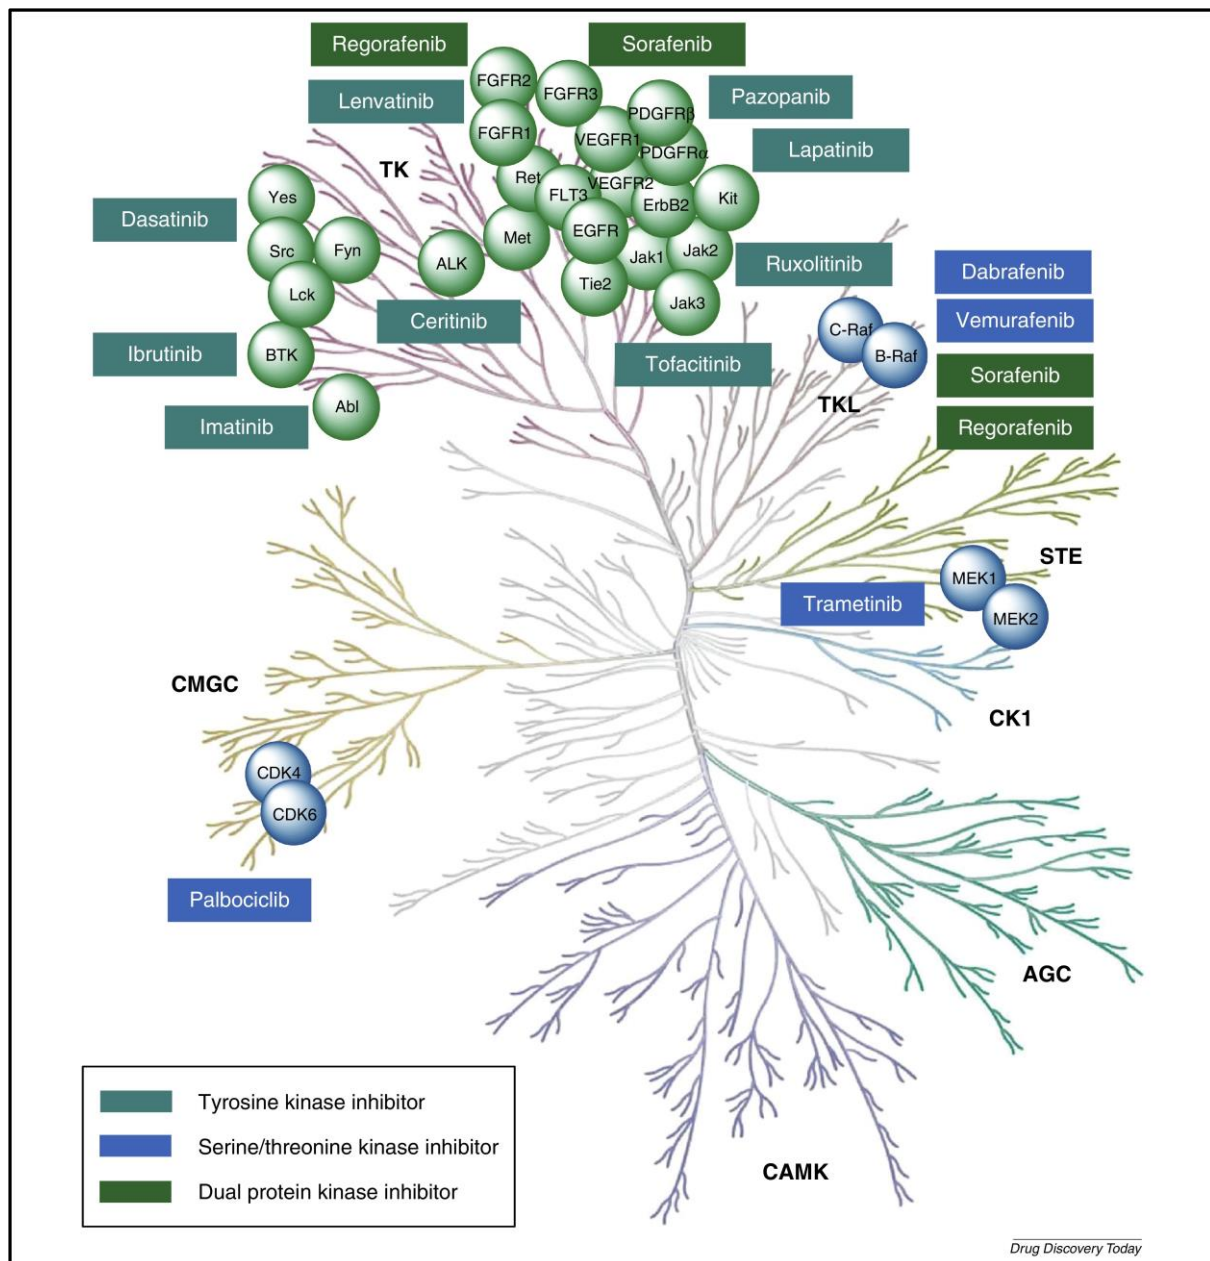 Regorafenib
Sorafenib
Lenvatinib
FGFR2
FGFR3
Pazopanib
PDGFRβ
FGFR1
VEGFR1
PDGFRα
Lapatinib
TK
Ret
FLT3
VEGFR2
ErbB2
Kit
Yes
Dasatinib
Src
Fyn
ALK
Met
EGFR
Jak1
Jak2
Ruxolitinib
Dabrafenib
Lck
Tie2
Jak3
Ceritinib
C-Raf
Vemurafenib
Ibrutinib
BTK
Tofacitinib
B-Raf
Sorafenib
Abl
TKL
Imatinib
Regorafenib
STE
MEK1
Trametinib
MEK2
CMGC
CK1
CDK4
CDK6
Palbociclib
AGC
CAMK
Tyrosine kinase inhibitor
Serine/threonine kinase inhibitor
Dual protein kinase inhibitor
Drug Discovery Today